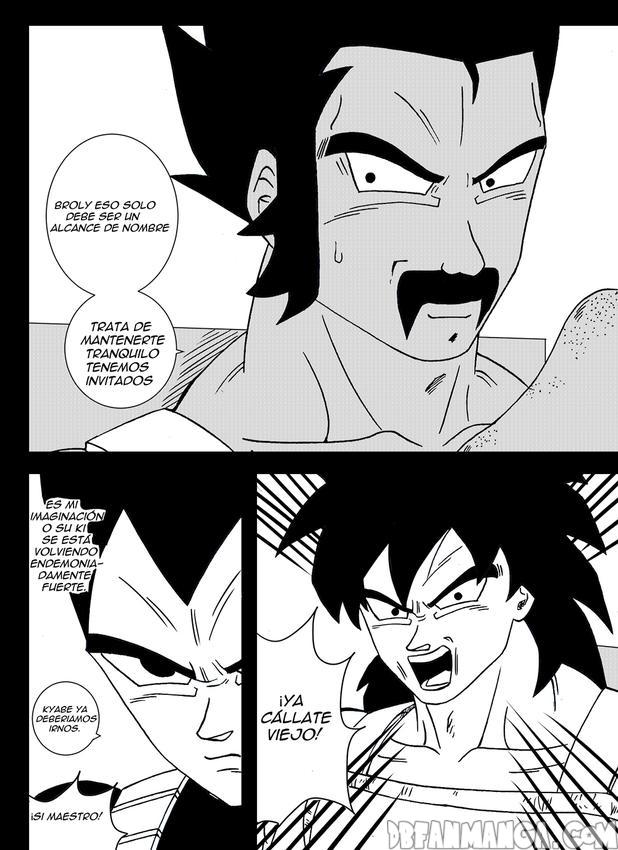 BROLY ESO SOLO
DEBE SER UN
ALCANCE DE NOMBRE
TRATA DE
MANTENERTE
TRANQUILO
TENEMOS
INVITADOS
ES MI
IMAGINACIÓN
O SU KI
SE ESTÁ
VOLVIENDO
ENDEMONIA-
DAMENTE
FUERTE.
KYABE YA
DEBERÍAMOS
IRNOS.
¡SI MAESTRO!
¡YA
CÁLLATE
VIEJO!
DBFANMANGA.COM